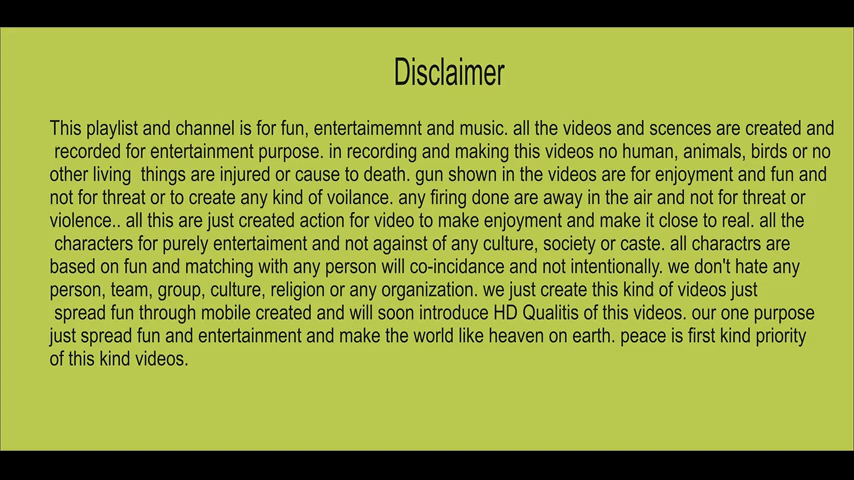 Disclaimer
This playlist and channel is for fun, entertaimemnt and music. all the videos and scences are created and
recorded for entertainment purpose. in recording and making this videos no human, animals, birds or no
other living things are injured or cause to death. gun shown in the videos are for enjoyment and fun and
not for threat or to create any kind of voilance. any firing done are away in the air and not for threat or
violence.. all this are just created action for video to make enjoyment and make it close to real. all the
characters for purely entertaiment and not against of any culture, society or caste. all charactrs are
based on fun and matching with any person will co-incidance and not intentionally. we don't hate any
person, team, group, culture, religion or any organization. we just create this kind of videos just
spread fun through mobile created and will soon introduce HD Qualitis of this videos. our one purpose
just spread fun and entertainment and make the world like heaven on earth. peace is first kind priority
of this kind videos.